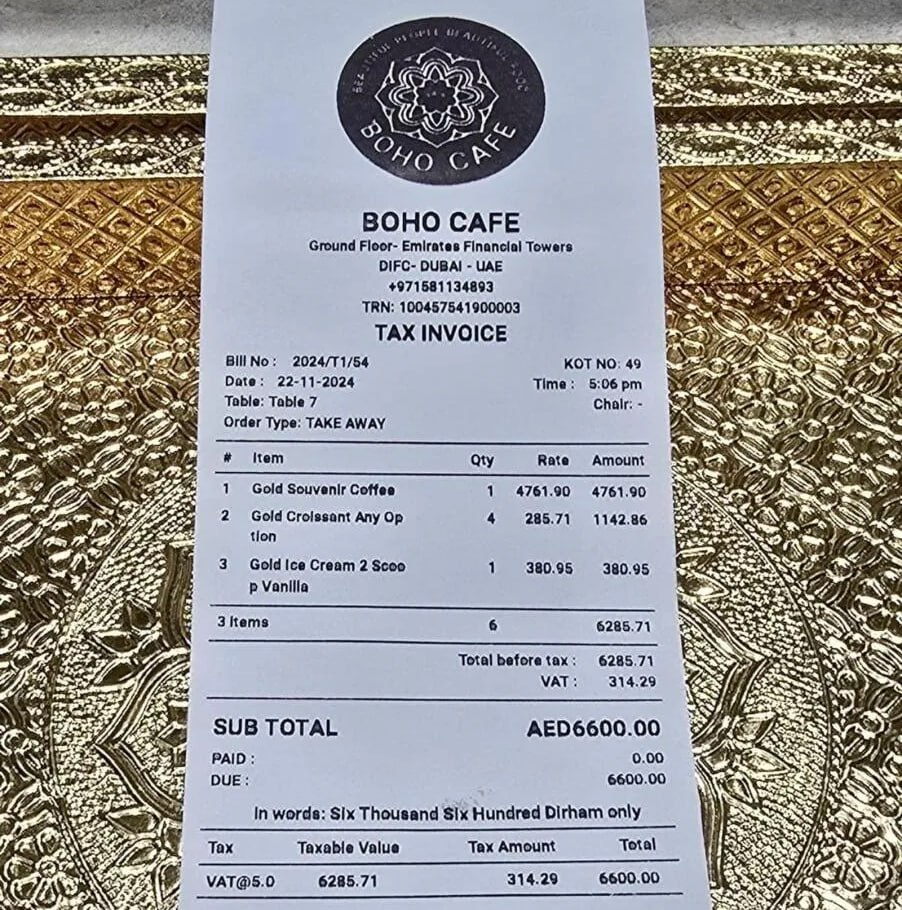 BEAUTIFUL PEOPLE BEAUTIFUL FOOD
BOHO CAFE
BOHO CAFE
Ground Floor- Emirates Financial Towers
DIFC- DUBAI - UAE
+971581134893
TRN: 100457541900003
TAX INVOICE
Bill No : 2024/T1/54 KOT NO: 49
Date : 22-11-2024 Time : 5:06 pm
Table: Table 7 Chair: -
Order Type: TAKE AWAY
# Item Qty Rate Amount
1 Gold Souvenir Coffee 1 4761.90 4761.90
2 Gold Croissant Any Op 4 285.71 1142.86
tion
3 Gold Ice Cream 2 Scoo 1 380.95 380.95
p Vanilla
3 Items 6 6285.71
Total before tax : 6285.71
VAT : 314.29
SUB TOTAL AED6600.00
PAID : 0.00
DUE : 6600.00
In words: Six Thousand Six Hundred Dirham only
Tax Taxable Value Tax Amount Total
VAT@5.0 6285.71 314.29 6600.00